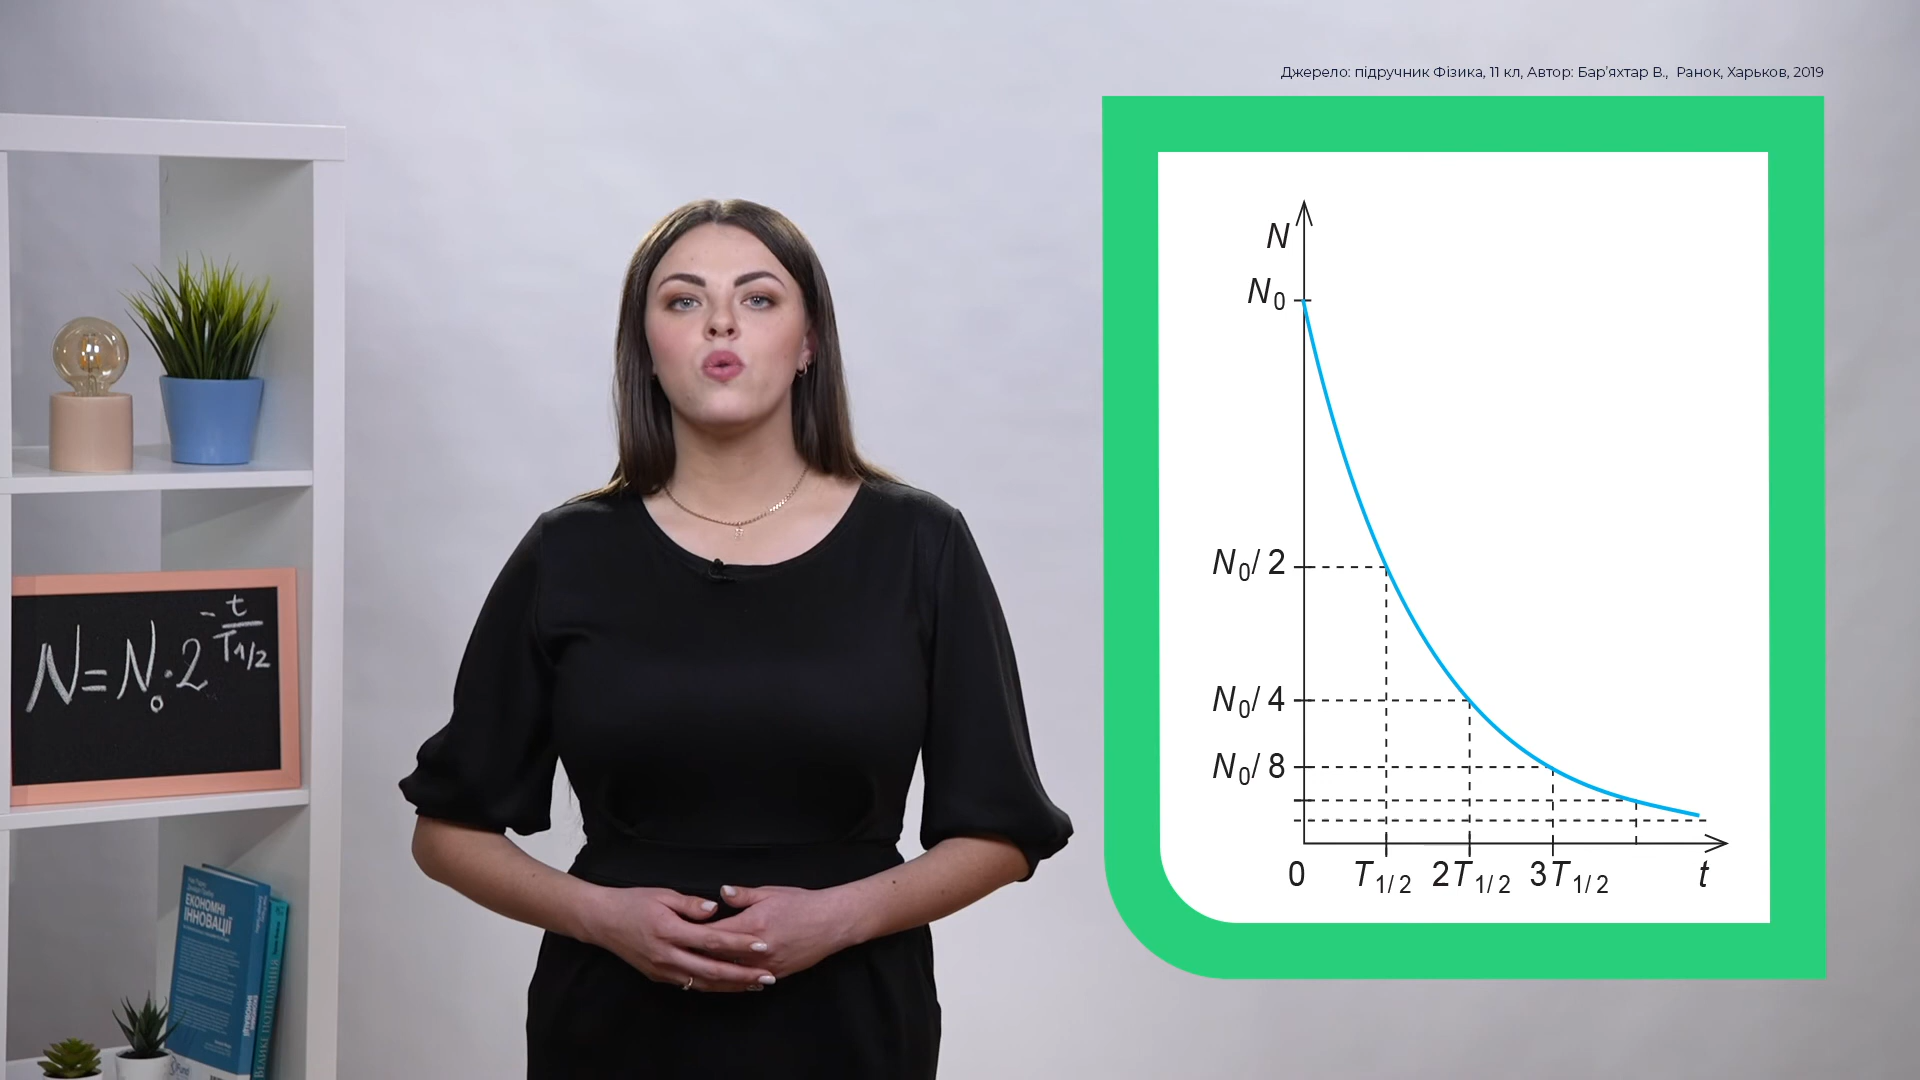 Джерело: підручник Фізика, 11 кл, Автор: Бар’яхтар В., Ранок, Харьков, 2019
N
N₀
N₀/ 2
N₀/ 4
N₀/ 8
0 T₁/₂ 2T₁/₂ 3T₁/₂ t
N=N₀·2^(-t/T₁/₂)
ЕКОНОМНІ
ІННОВАЦІЇ